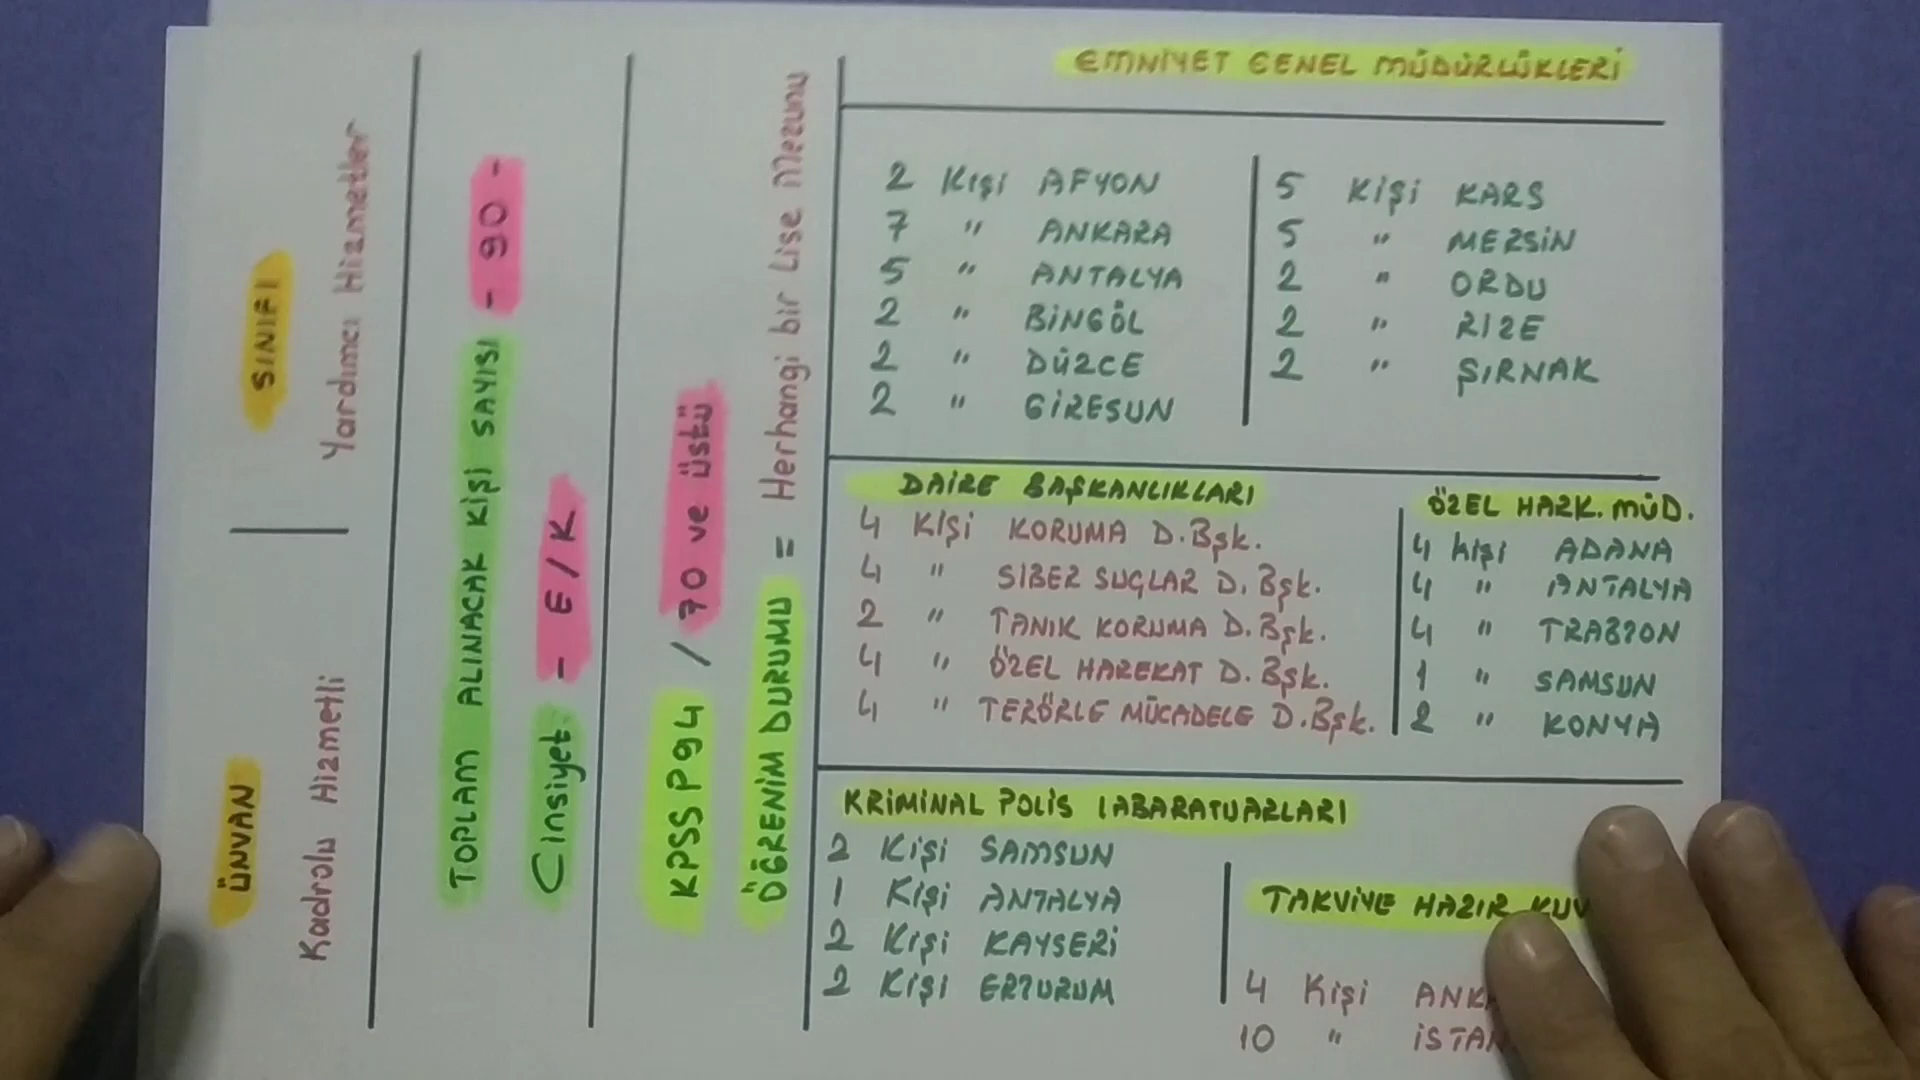 ÜNVAN
Kadrolu Hizmetli
SINIFI
Yardımcı Hizmetler
TOPLAM ALINACAK KİŞİ SAYISI - 90 -
Cinsiyet - E/K
KPSS P94 / 70 ve üstü
ÖĞRENİM DURUMU = Herhangi bir Lise Mezunu
EMNİYET GENEL MÜDÜRLÜKLERİ
2 Kişi AFYON
7 " ANKARA
5 " ANTALYA
2 " BİNGÖL
2 " DÜZCE
2 " GİRESUN
5 Kişi KARS
5 " MERSİN
2 " ORDU
2 " RİZE
2 " ŞIRNAK
DAİRE BAŞKANLIKLARI
4 Kişi KORUMA D.Bşk.
4 " SİBER SUÇLAR D.Bşk.
2 " TANIK KORUMA D.Bşk.
4 " ÖZEL HAREKAT D.Bşk.
4 " TERÖRLE MÜCADELE D.Bşk.
ÖZEL HARK. MÜD.
4 kişi ADANA
4 " ANTALYA
4 " TRABZON
1 " SAMSUN
2 " KONYA
KRİMİNAL POLİS LABARATUARLARI
2 Kişi SAMSUN
1 Kişi ANTALYA
2 Kişi KAYSERİ
2 Kişi ERZURUM
TAKVİYE HAZIR KUV
4 Kişi ANK
10 " İSTAN